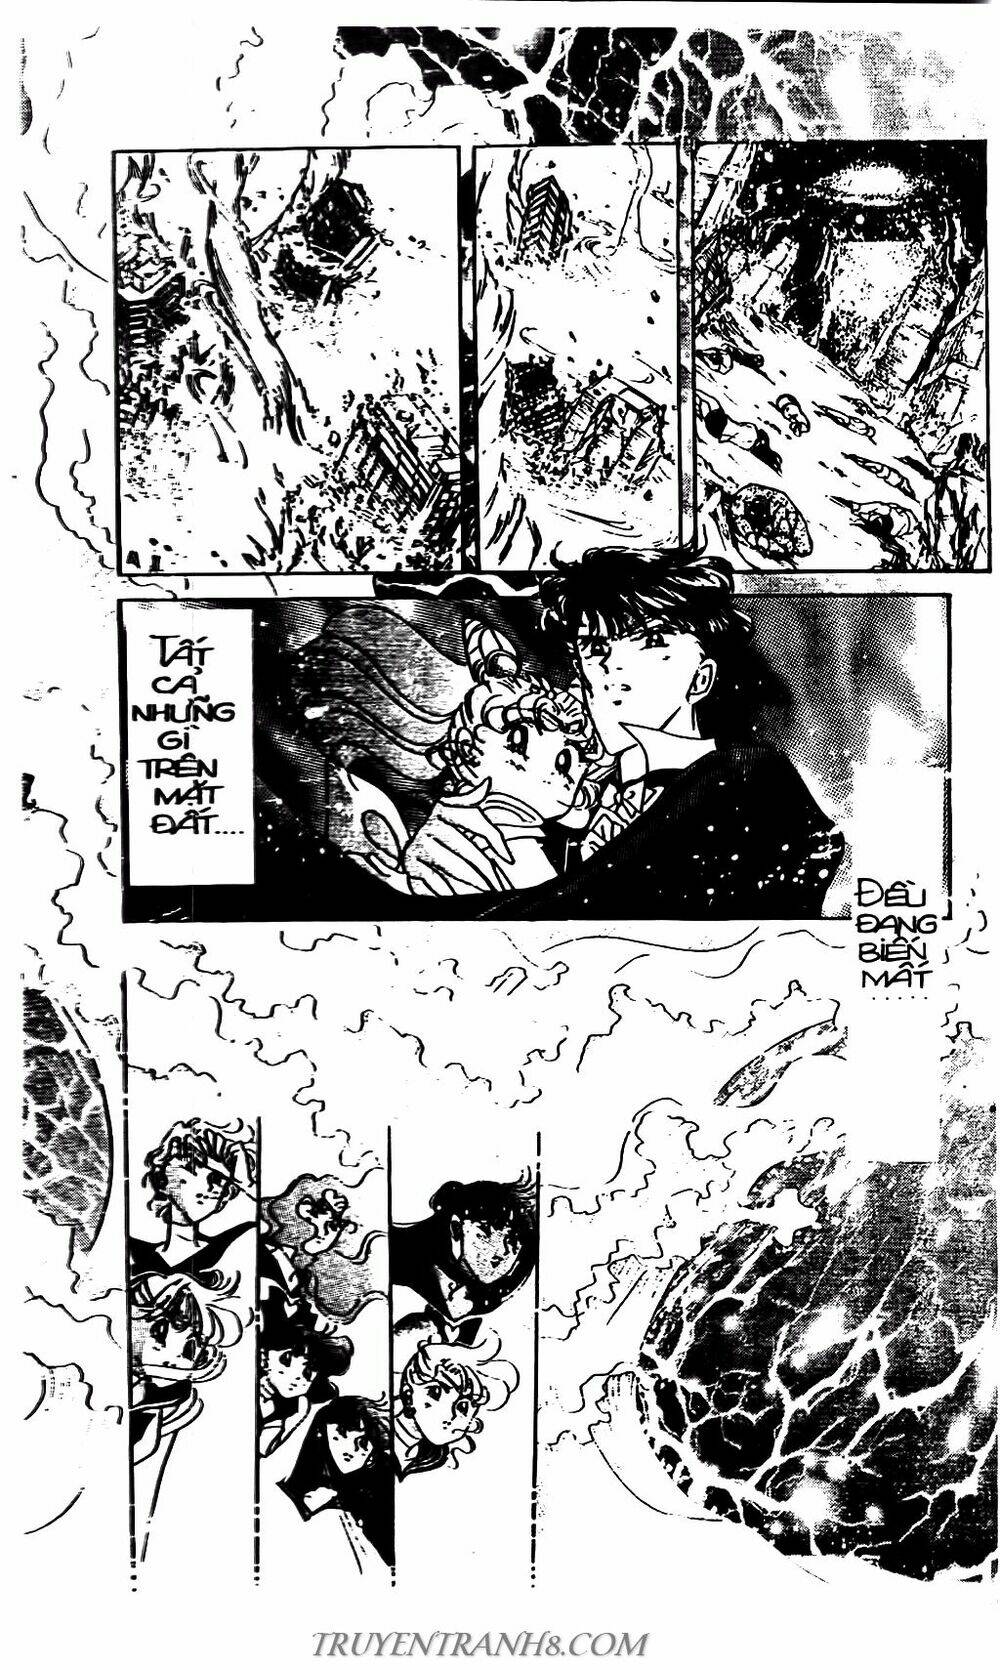 TẤT
CẢ
NHỮNG
GÌ
TRÊN
MẶT
ĐẤT.....
ĐỀU
ĐANG
BIẾN
MẤT
......
TRUYENTRANH8.COM